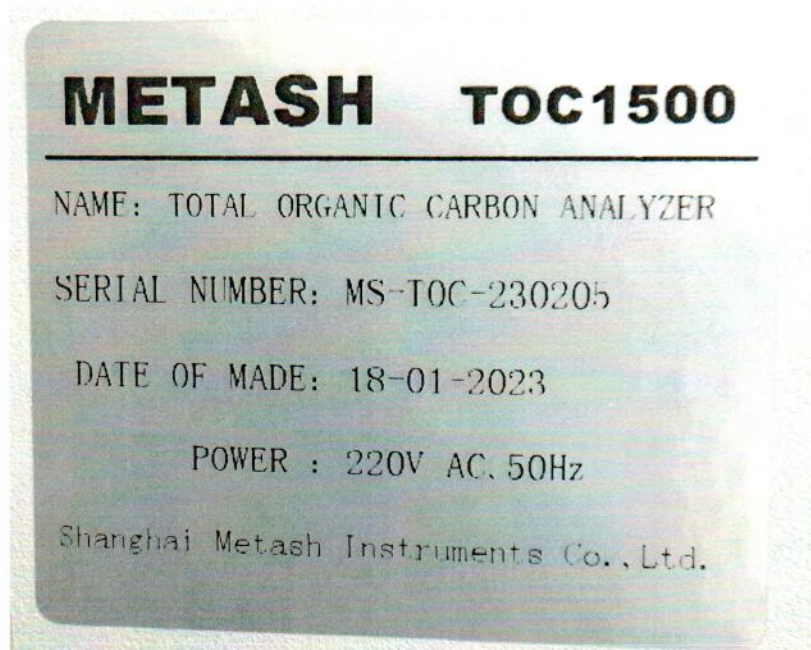 METASH TOC1500
NAME: TOTAL ORGANIC CARBON ANALYZER
SERIAL NUMBER: MS-TOC-230205
DATE OF MADE: 18-01-2023
POWER : 220V AC, 50Hz
Shanghai Metash Instruments Co.,Ltd.